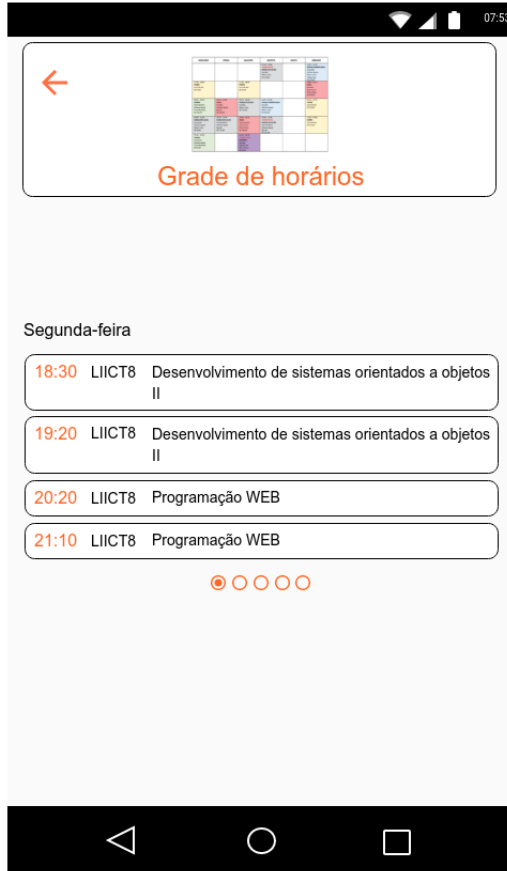 07:53
Grade de horários
Segunda-feira
18:30 LIICT8 Desenvolvimento de sistemas orientados a objetos
II
19:20 LIICT8 Desenvolvimento de sistemas orientados a objetos
II
20:20 LIICT8 Programação WEB
21:10 LIICT8 Programação WEB